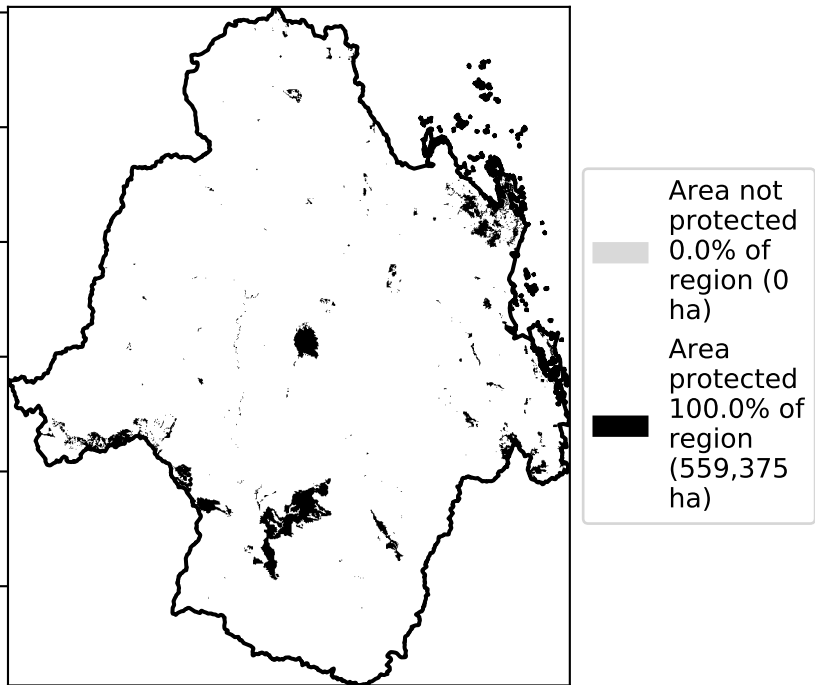 Area not
protected
0.0% of
region (0
ha)
Area
protected
100.0% of
region
(559,375
ha)